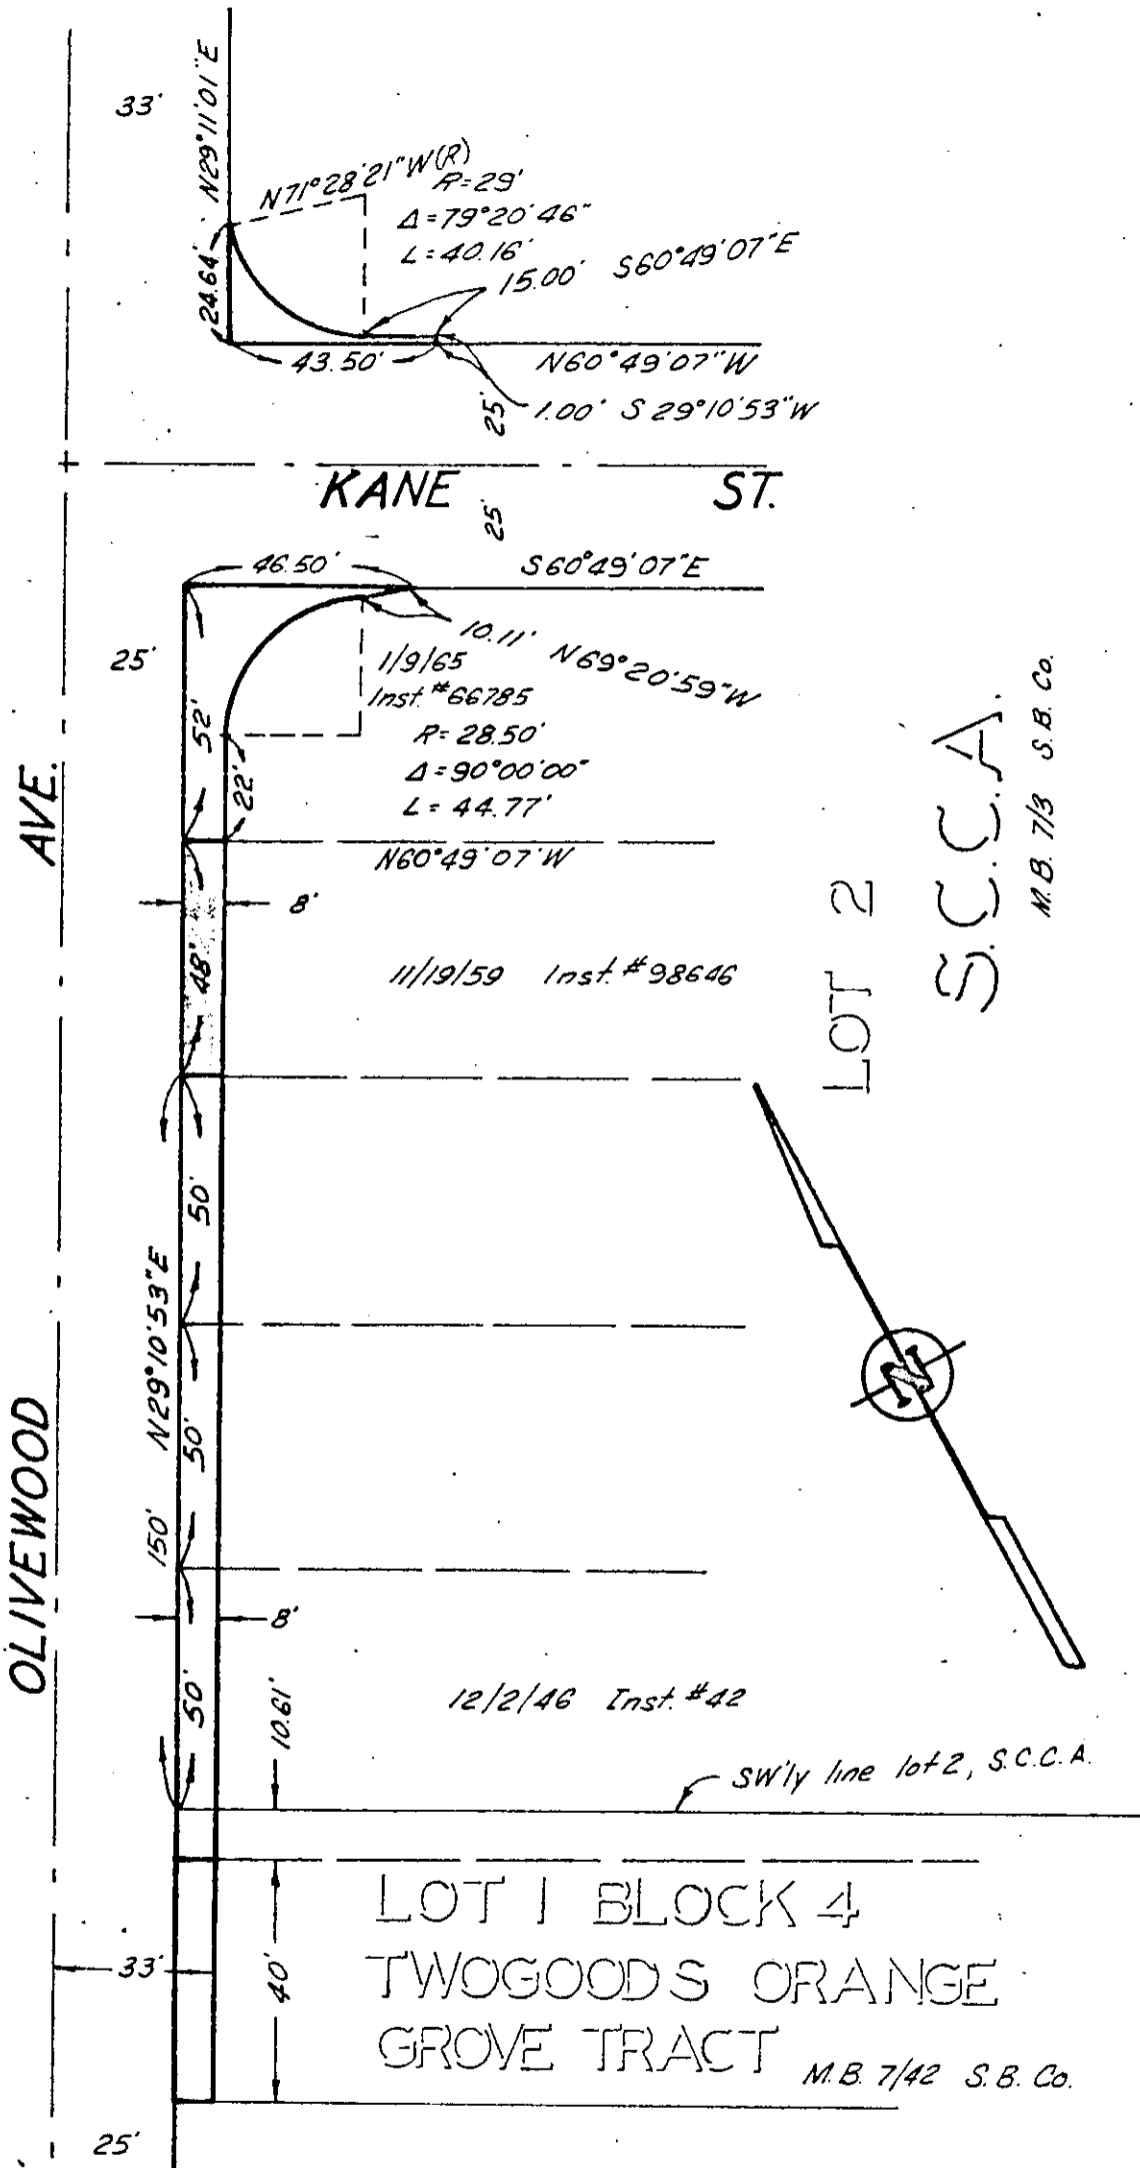 33'
N29°11'01"E
N71°28'21"W(R)
R=29'
Δ=79°20'46"
L=40.16'
24.64'
15.00' S60°49'07"E
43.50'
N60°49'07"W
25'
1.00' S29°10'53"W
KANE ST.
25'
46.50'
S60°49'07"E
25'
10.11' N69°20'59"W
1/9/65
Inst. #66785
R=28.50'
Δ=90°00'00"
L=44.77'
52'
22'
N60°49'07"W
8'
48'
11/19/59 Inst. #98646
LOT 2
S.C.C.A.
M.B. 7/3 S.B. Co.
OLIVEWOOD AVE.
50'
N29°10'53"E
150'
50'
N
8'
50'
10.61'
12/2/46 Inst. #42
SW'ly line lot 2, S.C.C.A.
LOT 1 BLOCK 4
TWOGOODS ORANGE
GROVE TRACT M.B. 7/42 S.B. Co.
33'
40'
25'